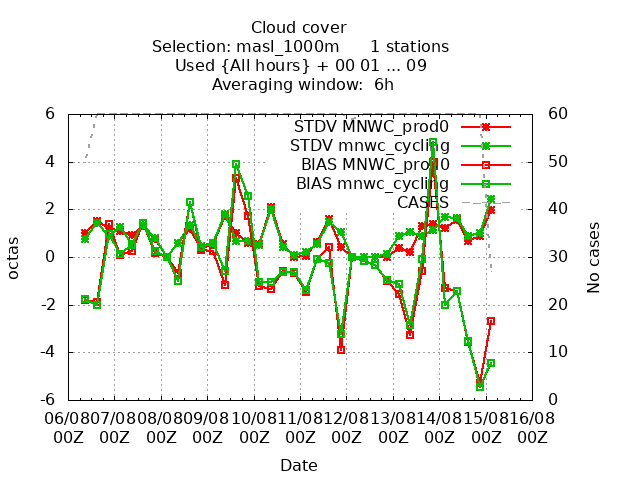 Cloud cover
Selection: masl_1000m 1 stations
Used {All hours} + 00 01 ... 09
Averaging window: 6h
STDV MNWC_prod0
STDV mnwc_cycling
BIAS MNWC_prod0
BIAS mnwc_cycling
CASES
6
4
2
0
-2
-4
-6
octas
60
50
40
30
20
10
0
No cases
06/08 07/08 08/08 09/08 10/08 11/08 12/08 13/08 14/08 15/08 16/08
00Z 00Z 00Z 00Z 00Z 00Z 00Z 00Z 00Z 00Z 00Z
Date